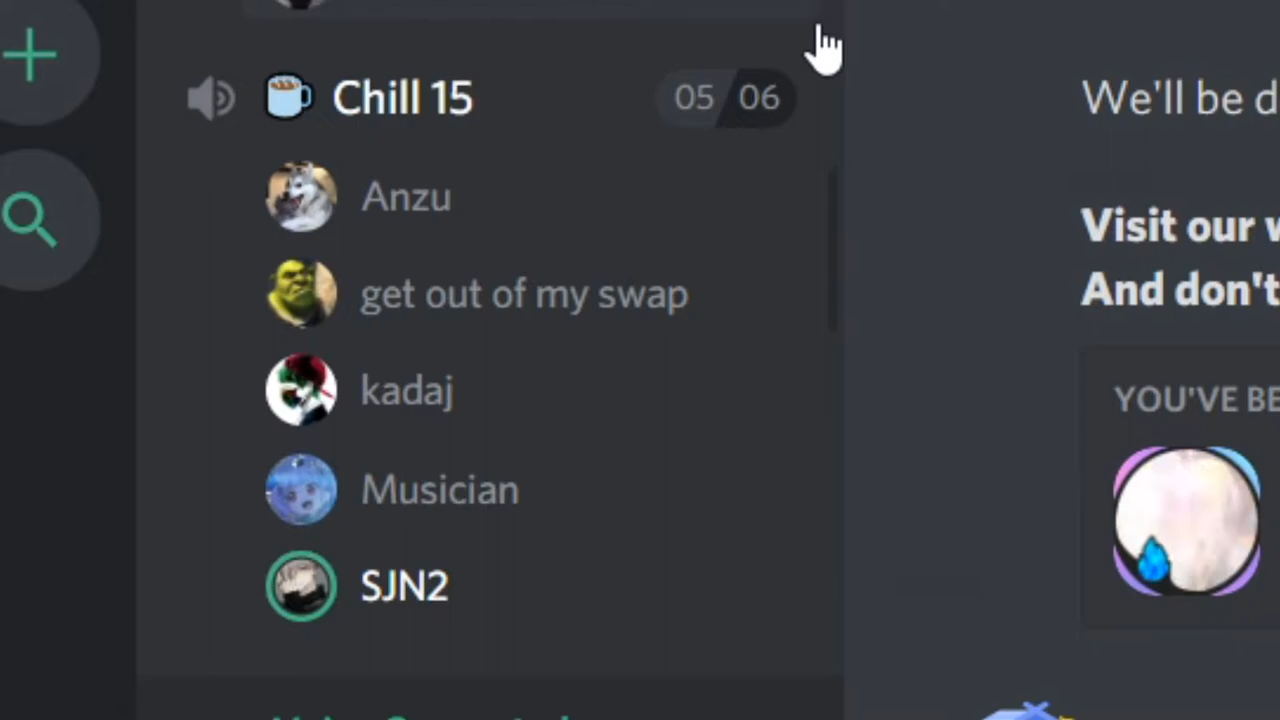 Chill 15
05 06
Anzu
get out of my swap
kadaj
Musician
SJN2
We'll be d
Visit our w
And don't
YOU'VE BE